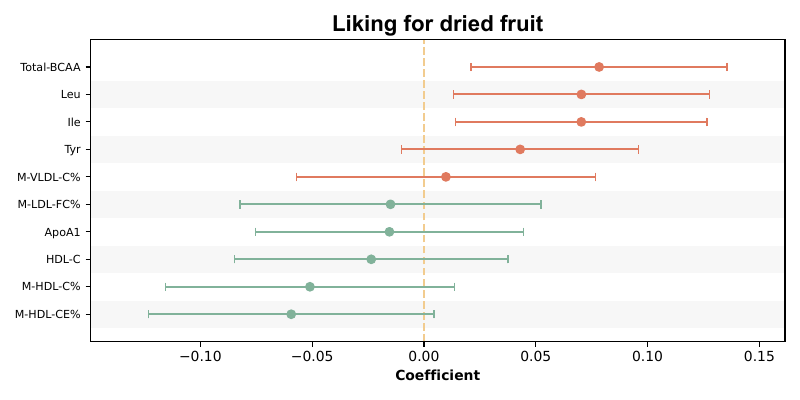 Liking for dried fruit
Total-BCAA
Leu
Ile
Tyr
M-VLDL-C%
M-LDL-FC%
ApoA1
HDL-C
M-HDL-C%
M-HDL-CE%
−0.10 −0.05 0.00 0.05 0.10 0.15
Coefficient